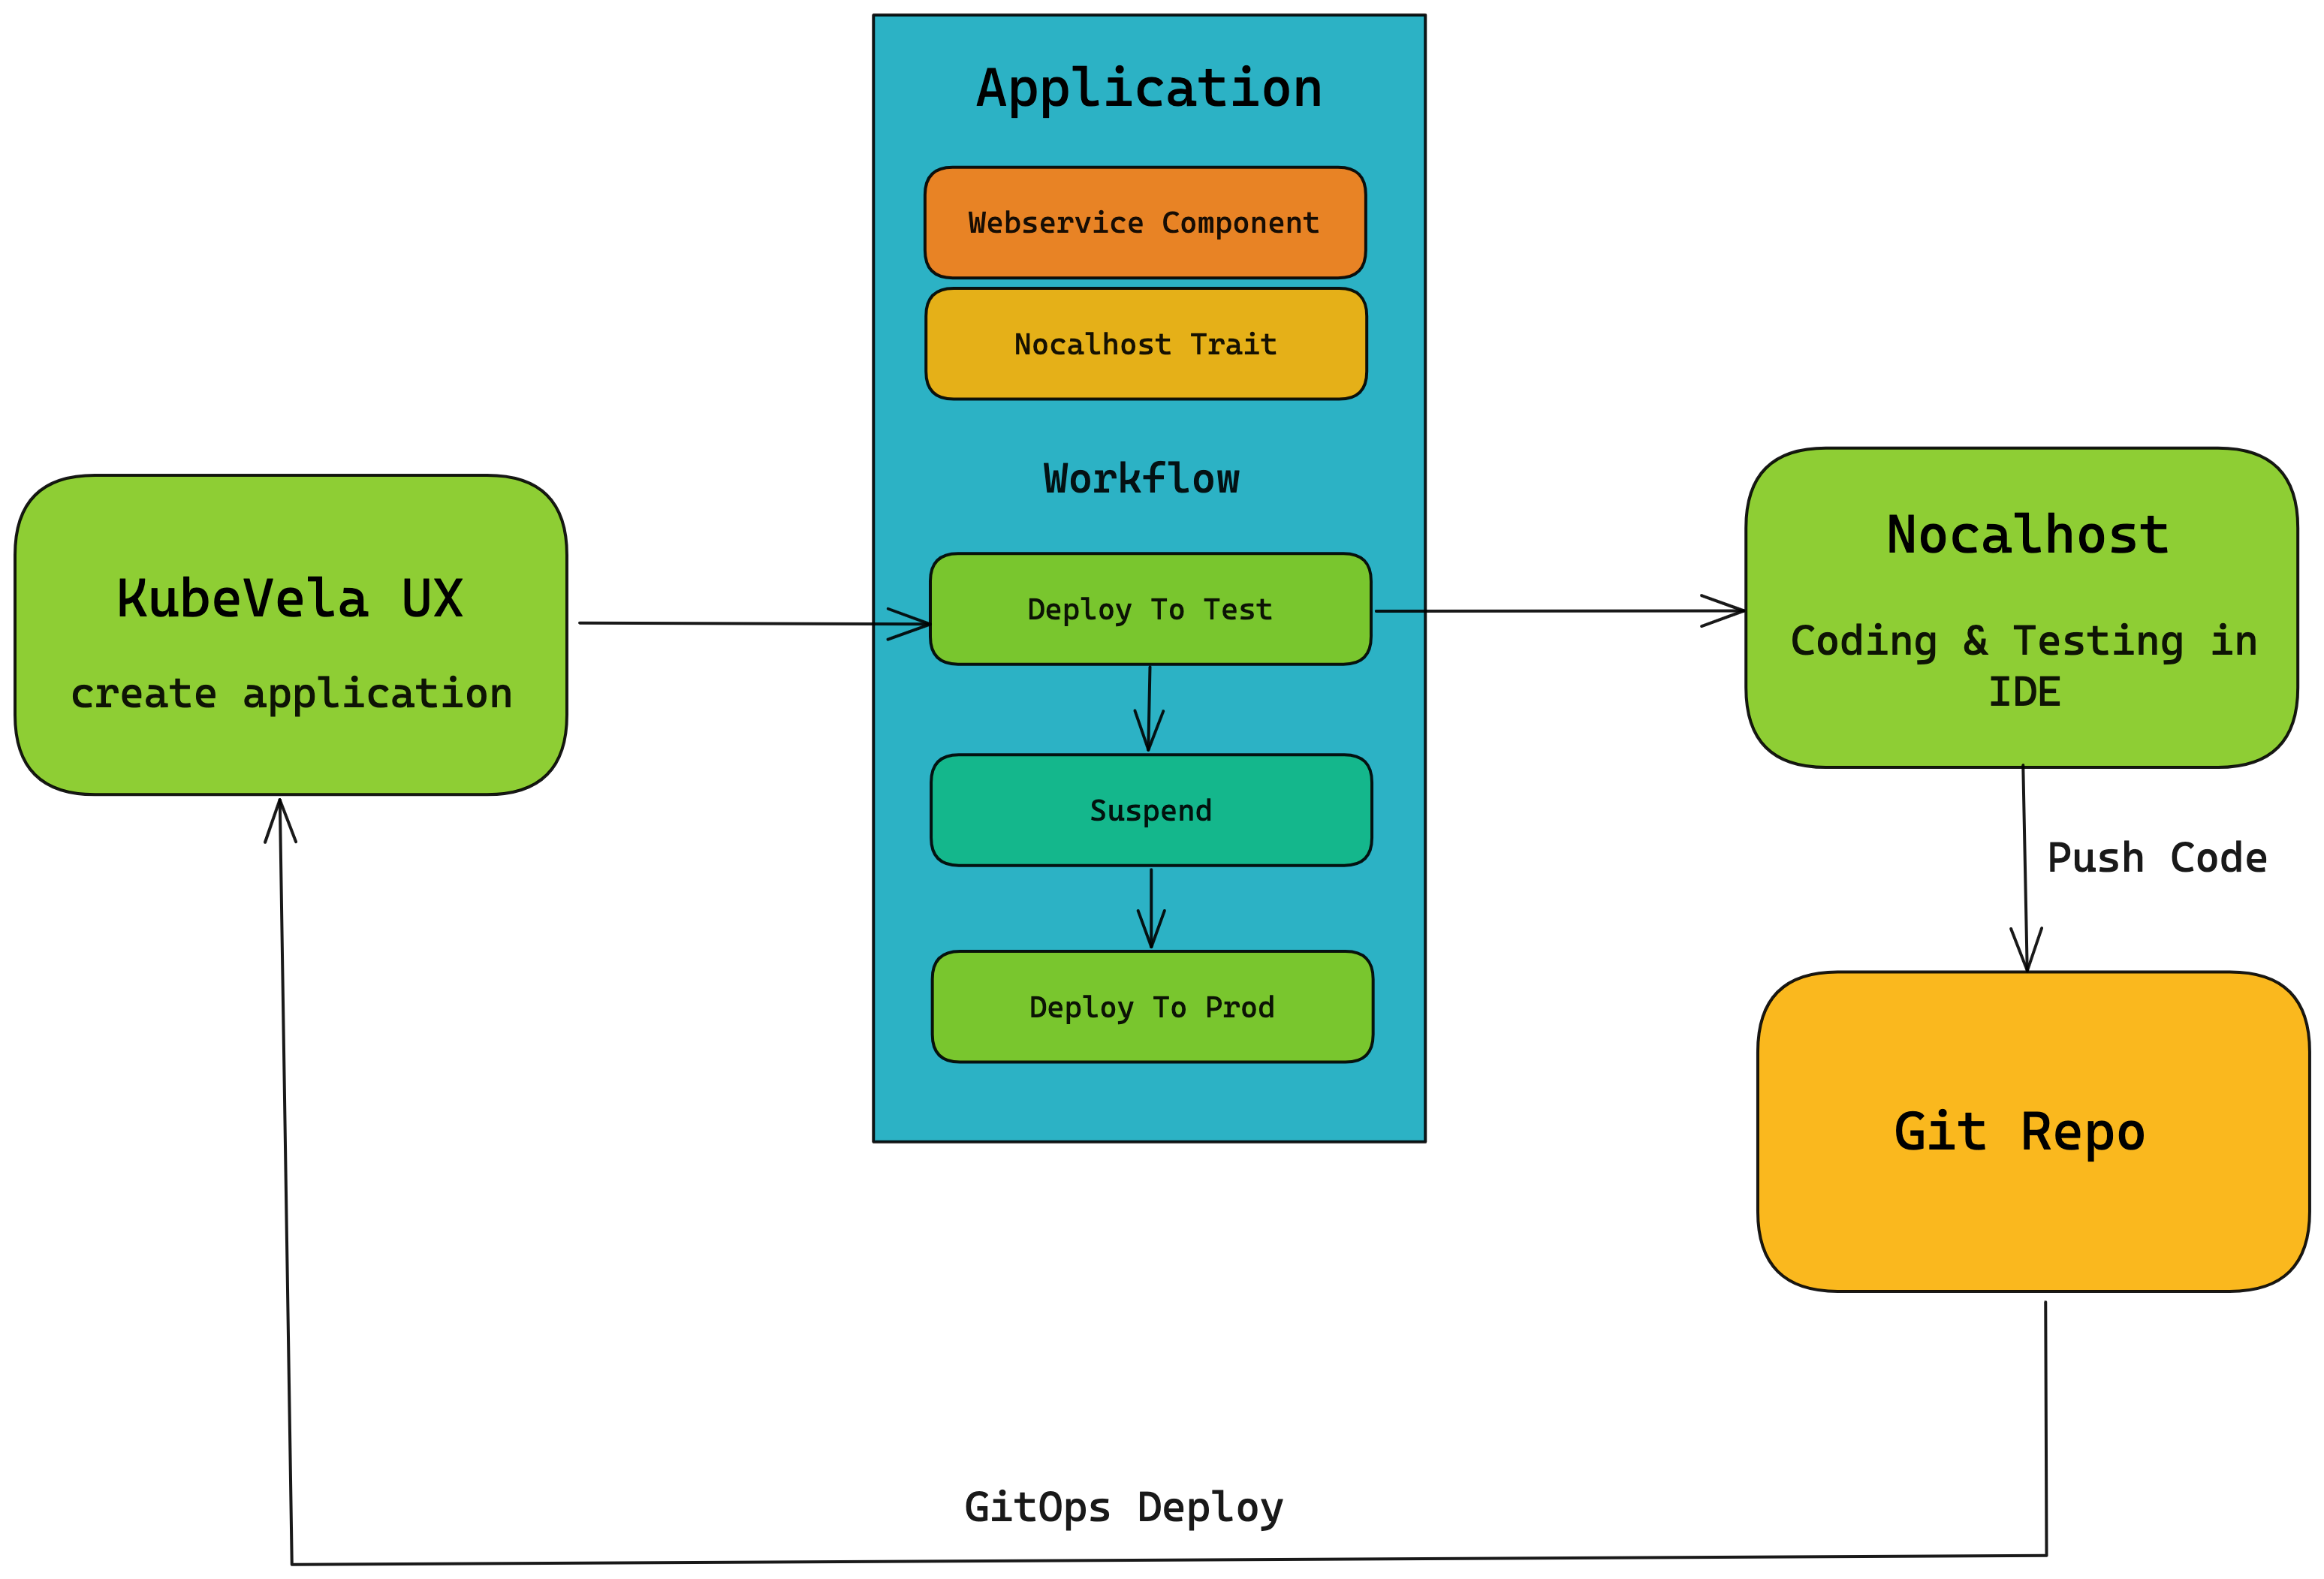 Application
Webservice Component
Nocalhost Trait
Workflow
KubeVela UX
create application
Deploy To Test
Suspend
Deploy To Prod
Nocalhost
Coding & Testing in
IDE
Push Code
Git Repo
GitOps Deploy